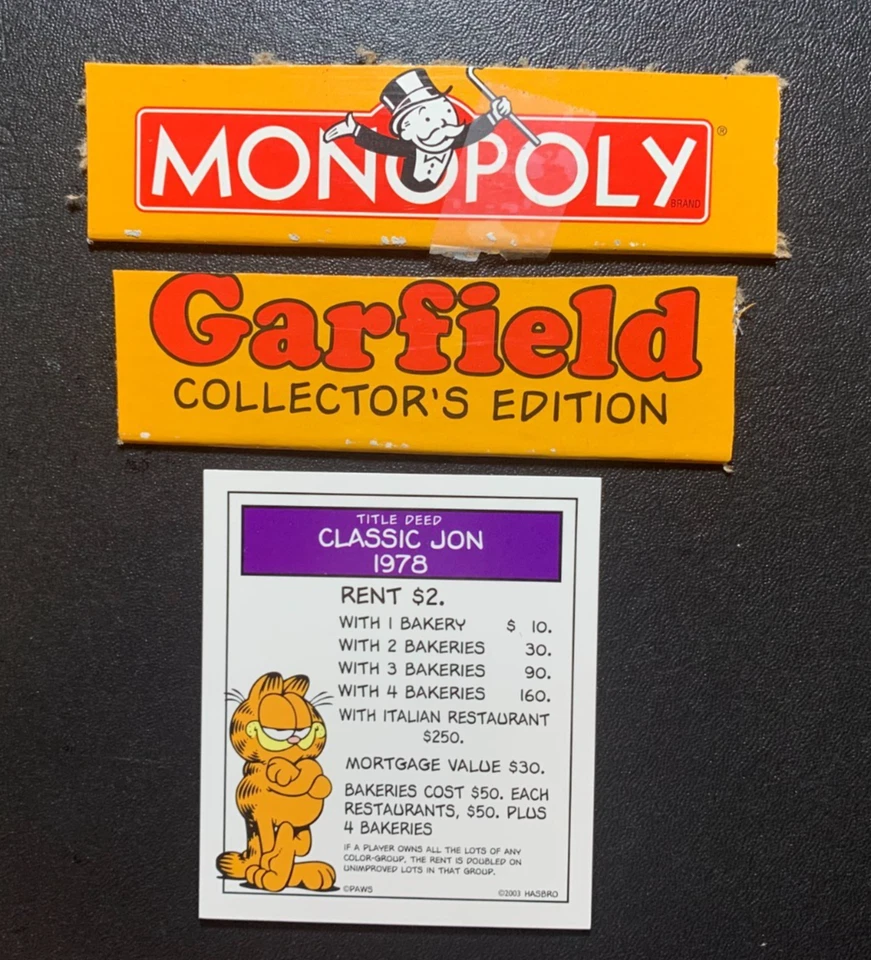 MONOPOLY ®
BRAND
Garfield
COLLECTOR'S EDITION
TITLE DEED
CLASSIC JON
1978
RENT $2.
WITH 1 BAKERY $ 10.
WITH 2 BAKERIES 30.
WITH 3 BAKERIES 90.
WITH 4 BAKERIES 160.
WITH ITALIAN RESTAURANT
$250.
MORTGAGE VALUE $30.
BAKERIES COST $50. EACH
RESTAURANTS, $50. PLUS
4 BAKERIES
IF A PLAYER OWNS ALL THE LOTS OF ANY
COLOR-GROUP, THE RENT IS DOUBLED ON
UNIMPROVED LOTS IN THAT GROUP.
©PAWS ©2003 HASBRO